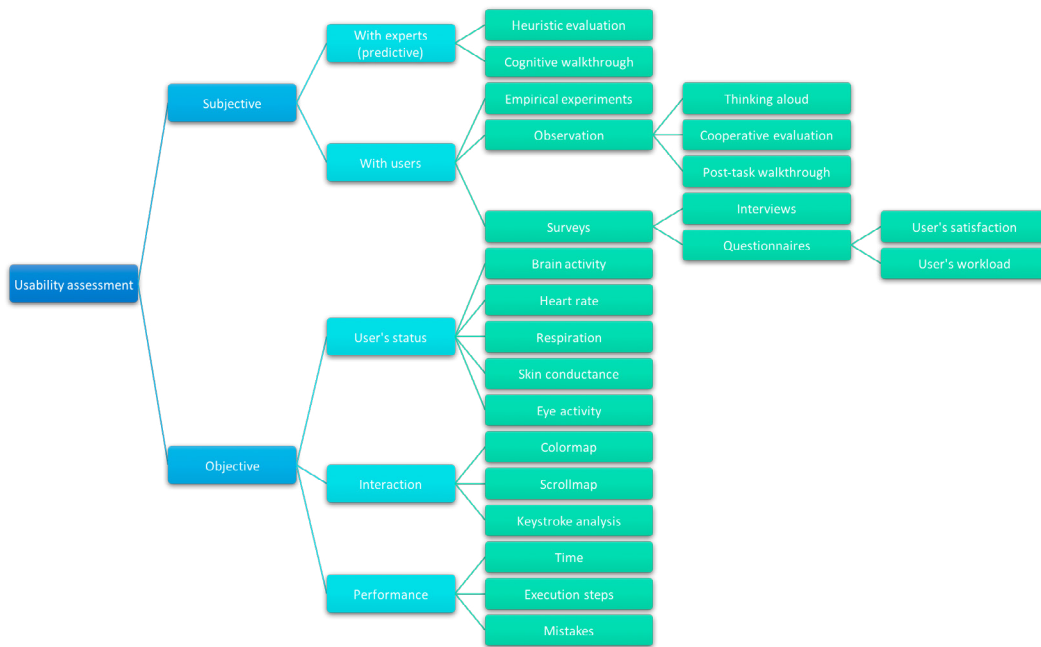 With experts
(predictive)
Heuristic evaluation
Cognitive walkthrough
Subjective
Empirical experiments
Thinking aloud
Observation
Cooperative evaluation
With users
Post-task walkthrough
Interviews
Surveys
User's satisfaction
Questionnaires
User's workload
Usability assessment
Brain activity
Heart rate
User's status
Respiration
Skin conductance
Eye activity
Objective
Colormap
Interaction
Scrollmap
Keystroke analysis
Time
Performance
Execution steps
Mistakes